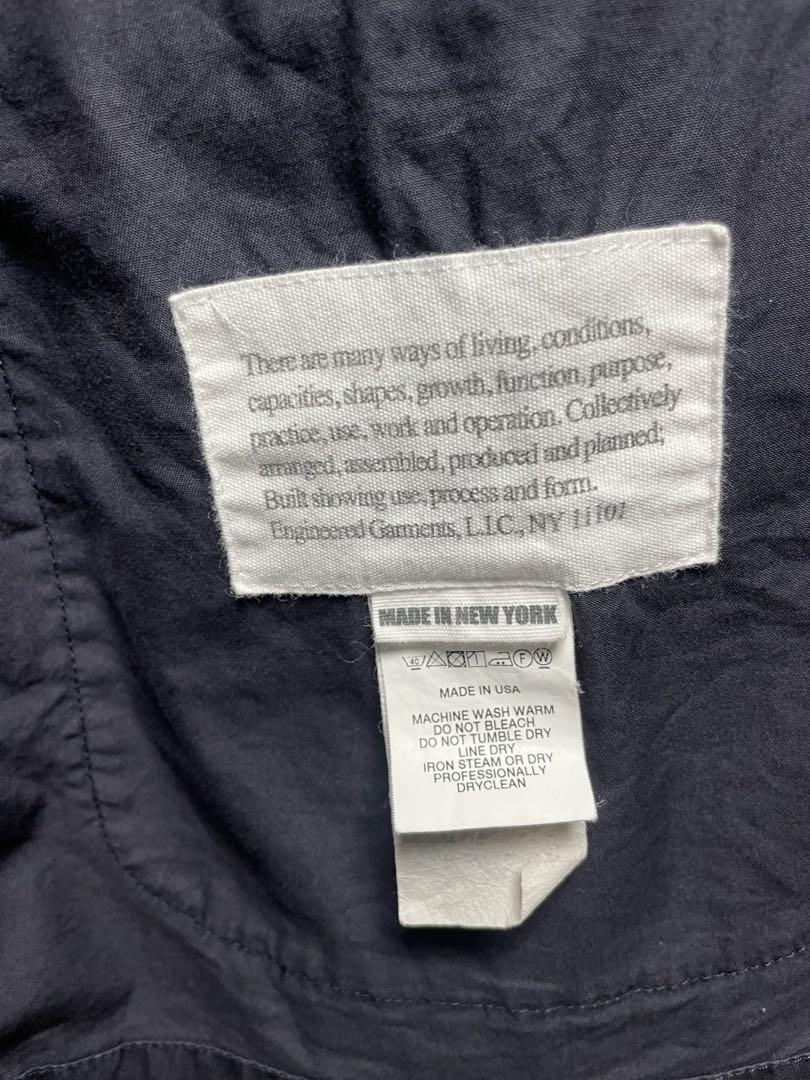 There are many ways of living, conditions,
capacities, shapes, growth, function, purpose,
practice, use, work and operation. Collectively
arranged, assembled, produced and planned;
Built showing use, process and form.
Engineered Garments, L.I.C., NY 11101
MADE IN NEW YORK
40 F W
MADE IN USA
MACHINE WASH WARM
DO NOT BLEACH
DO NOT TUMBLE DRY
LINE DRY
IRON STEAM OR DRY
PROFESSIONALLY
DRYCLEAN